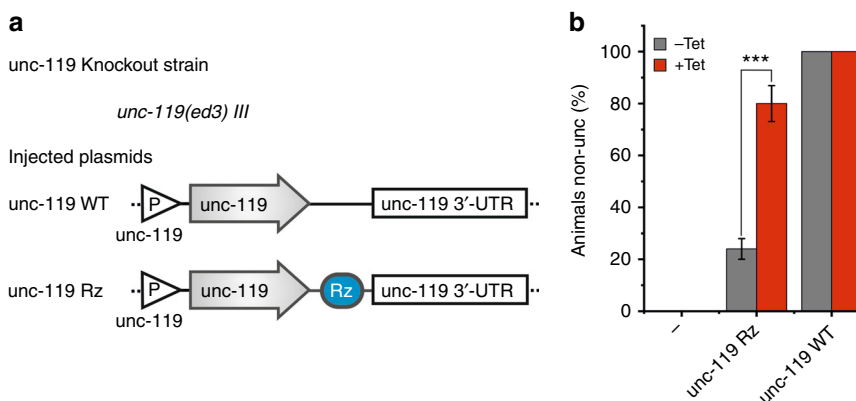 a
unc-119 Knockout strain
unc-119(ed3) III
Injected plasmids
unc-119 WT
P
unc-119
unc-119 3′-UTR
unc-119
unc-119 Rz
P
unc-119
Rz
unc-119 3′-UTR
unc-119
b
–Tet
+Tet
***
Animals non-unc (%)
100
80
60
40
20
0
–
unc-119 Rz
unc-119 WT